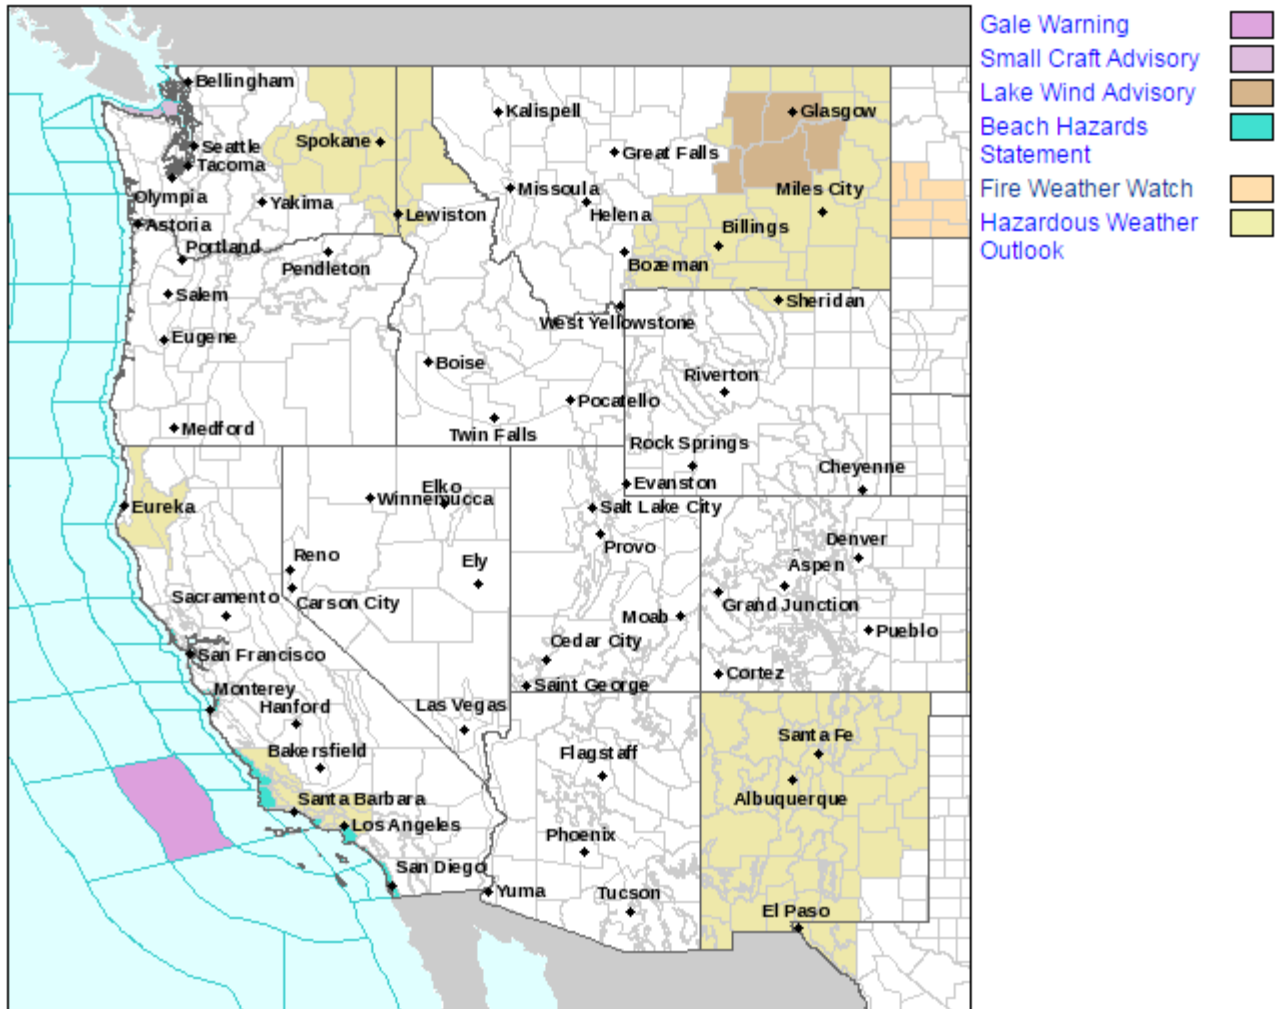 Gale Warning
Small Craft Advisory
Lake Wind Advisory
Beach Hazards
Statement
Fire Weather Watch
Hazardous Weather
Outlook
Bellingham
Kalispell
Glasgow
Seattle
Spokane
Great Falls
Tacoma
Olympia
Yakima
Missoula
Miles City
Lewiston
Helena
Astoria
Billings
Portland
Pendleton
Bozeman
Salem
Sheridan
West Yellowstone
Eugene
Boise
Riverton
Pocatello
Medford
Twin Falls
Rock Springs
Cheyenne
Elko
Evanston
Winnemucca
Eureka
Salt Lake City
Provo
Denver
Reno
Ely
Aspen
Sacramento
Carson City
Grand Junction
Moab
Pueblo
Cedar City
San Francisco
Cortez
Monterey
Saint George
Hanford
Las Vegas
Bakersfield
Flagstaff
Santa Fe
Santa Barbara
Albuquerque
Los Angeles
Phoenix
San Diego
Yuma
Tucson
El Paso